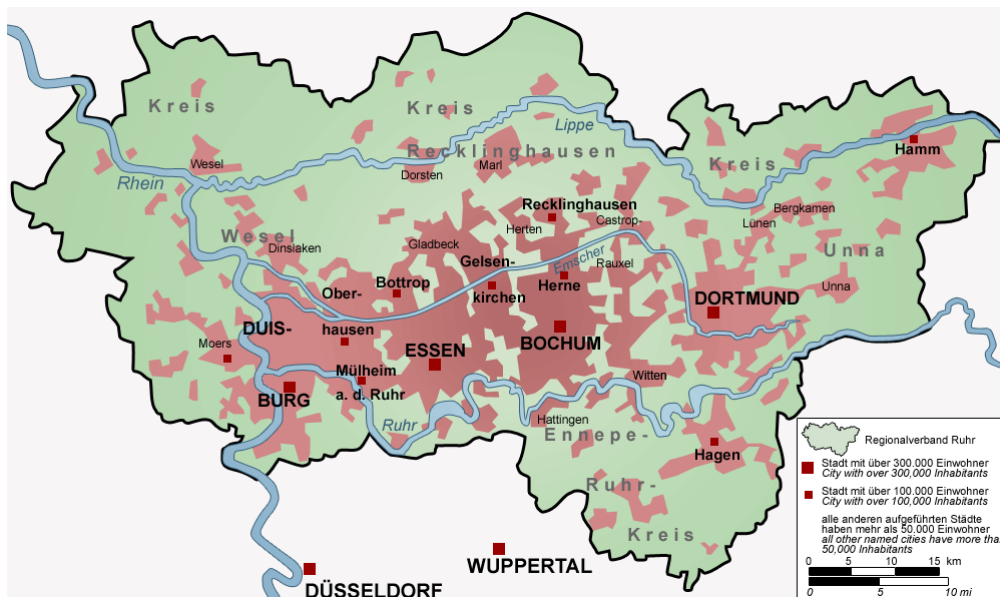 Kreis
Kreis
Lippe
Recklinghausen
Hamm
Wesel
Marl
Kreis
Rhein
Dorsten
Recklinghausen
Bergkamen
Herten
Castrop-
Lünen
Wesel
Dinslaken
Gladbeck
Unna
Gelsen-
Emscher
Rauxel
Bottrop
kirchen
Herne
Unna
Ober-
hausen
DORTMUND
DUIS-
BURG
Moers
ESSEN
BOCHUM
Mülheim
a. d. Ruhr
Witten
Ruhr
Hattingen
Ennepe-
Hagen
Ruhr-
Kreis
WUPPERTAL
DÜSSELDORF
Regionalverband Ruhr
Stadt mit über 300.000 Einwohner
City with over 300,000 Inhabitants
Stadt mit über 100.000 Einwohner
City with over 100,000 Inhabitants
alle anderen aufgeführten Städte
haben mehr als 50.000 Einwohner
all other named cities have more tha
50,000 Inhabitants
0 5 10 15 km
0 5 10 mi